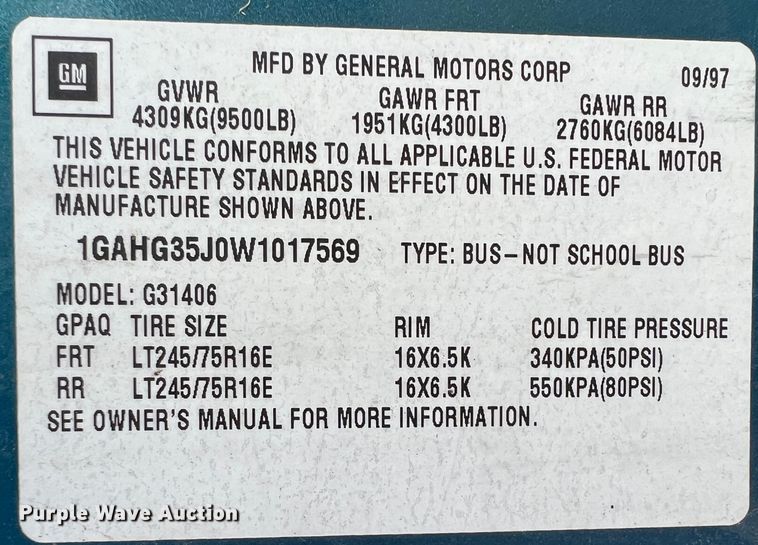 GM
MFD BY GENERAL MOTORS CORP 09/97
GVWR GAWR FRT GAWR RR
4309KG(9500LB) 1951KG(4300LB) 2760KG(6084LB)
THIS VEHICLE CONFORMS TO ALL APPLICABLE U.S. FEDERAL MOTOR
VEHICLE SAFETY STANDARDS IN EFFECT ON THE DATE OF
MANUFACTURE SHOWN ABOVE.
1GAHG35J0W1017569 TYPE: BUS-NOT SCHOOL BUS
MODEL: G31406
GPAQ TIRE SIZE RIM COLD TIRE PRESSURE
FRT LT245/75R16E 16X6.5K 340KPA(50PSI)
RR LT245/75R16E 16X6.5K 550KPA(80PSI)
SEE OWNER'S MANUAL FOR MORE INFORMATION.
Purple Wave Auction